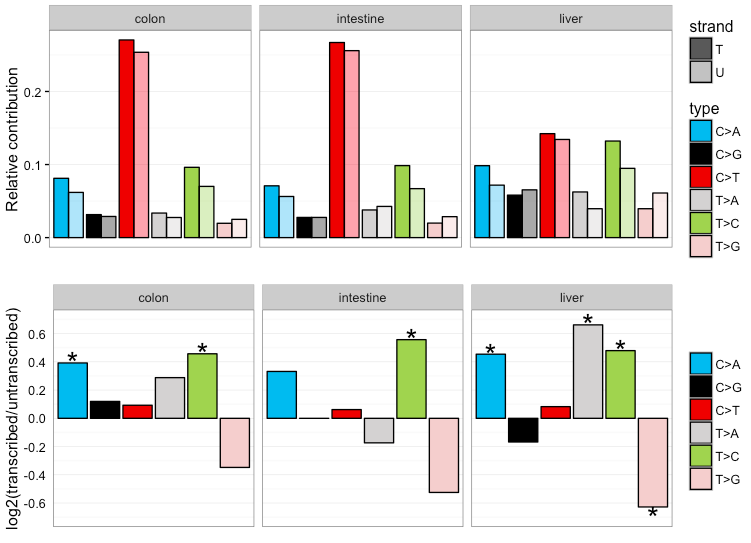 colon
intestine
liver
Relative contribution
0.2
0.1
0.0
strand
T
U
type
C>A
C>G
C>T
T>A
T>C
T>G
colon
intestine
liver
log2(transcribed/untranscribed)
0.6
0.4
0.2
0.0
-0.2
-0.4
-0.6
* *
*
* * * *
C>A
C>G
C>T
T>A
T>C
T>G